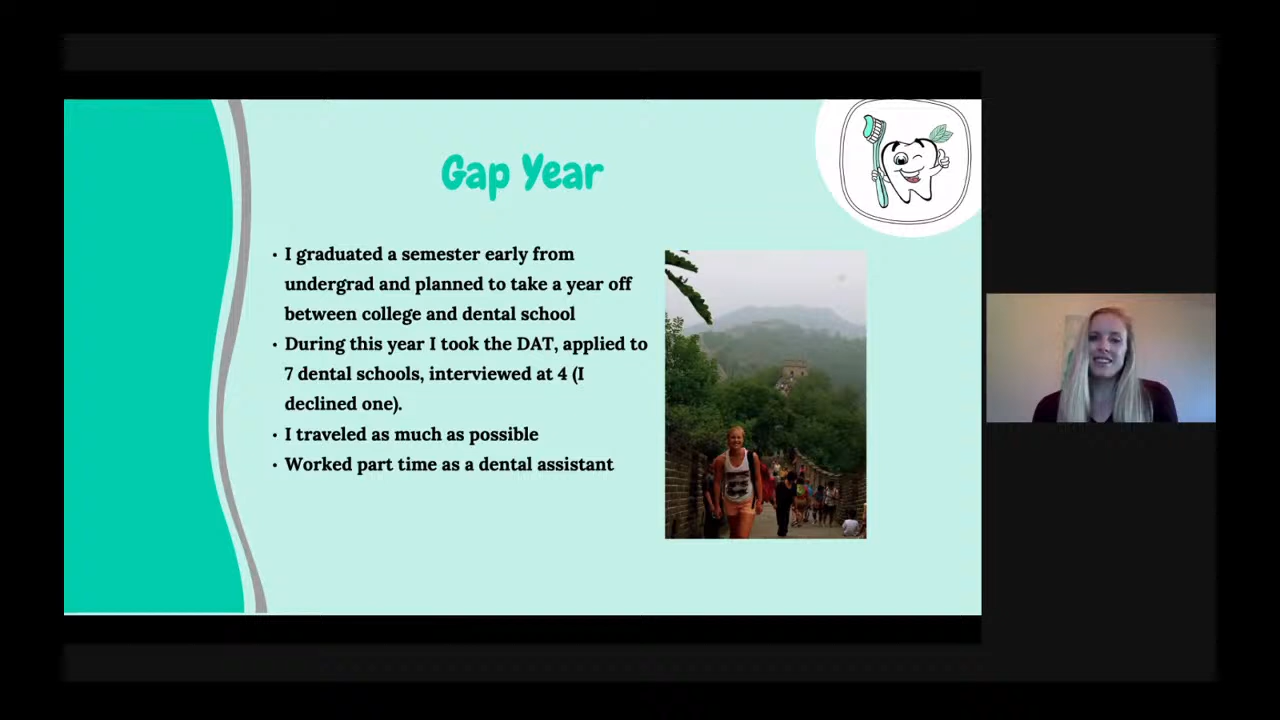 Gap Year
• I graduated a semester early from
undergrad and planned to take a year off
between college and dental school
• During this year I took the DAT, applied to
7 dental schools, interviewed at 4 (I
declined one).
• I traveled as much as possible
• Worked part time as a dental assistant